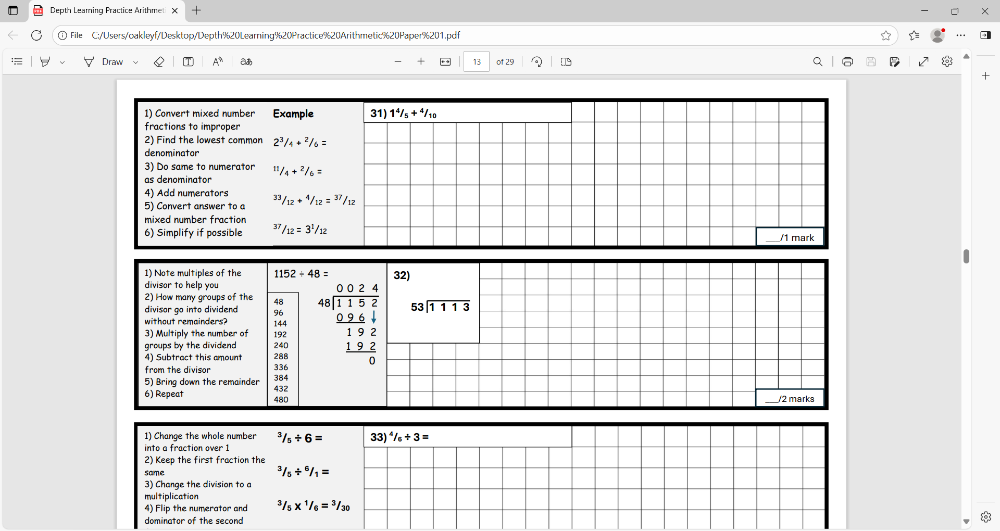 Depth Learning Practice Arithmeti
File C:/Users/oakleyf/Desktop/Depth%20Learning%20Practice%20Arithmetic%20Paper%201.pdf
Draw
aあ
13 of 29
1) Convert mixed number
fractions to improper
2) Find the lowest common
denominator
3) Do same to numerator
as denominator
4) Add numerators
5) Convert answer to a
mixed number fraction
6) Simplify if possible
Example
2³/₄ + ²/₆ =
¹¹/₄ + ²/₆ =
³³/₁₂ + ⁴/₁₂ = ³⁷/₁₂
³⁷/₁₂ = 3¹/₁₂
31) 1⁴/₅ + ⁴/₁₀
___/1 mark
1) Note multiples of the
divisor to help you
2) How many groups of the
divisor go into dividend
without remainders?
3) Multiply the number of
groups by the dividend
4) Subtract this amount
from the divisor
5) Bring down the remainder
6) Repeat
1152 ÷ 48 =
48
96
144
192
240
288
336
384
432
480
0 0 2 4
48 1 1 5 2
0 9 6 ↓
1 9 2
1 9 2
0
32)
53 1 1 1 3
___/2 marks
1) Change the whole number
into a fraction over 1
2) Keep the first fraction the
same
3) Change the division to a
multiplication
4) Flip the numerator and
dominator of the second
³/₅ ÷ 6 =
³/₅ ÷ ⁶/₁ =
³/₅ x ¹/₆ = ³/₃₀
33) ⁴/₆ ÷ 3 =